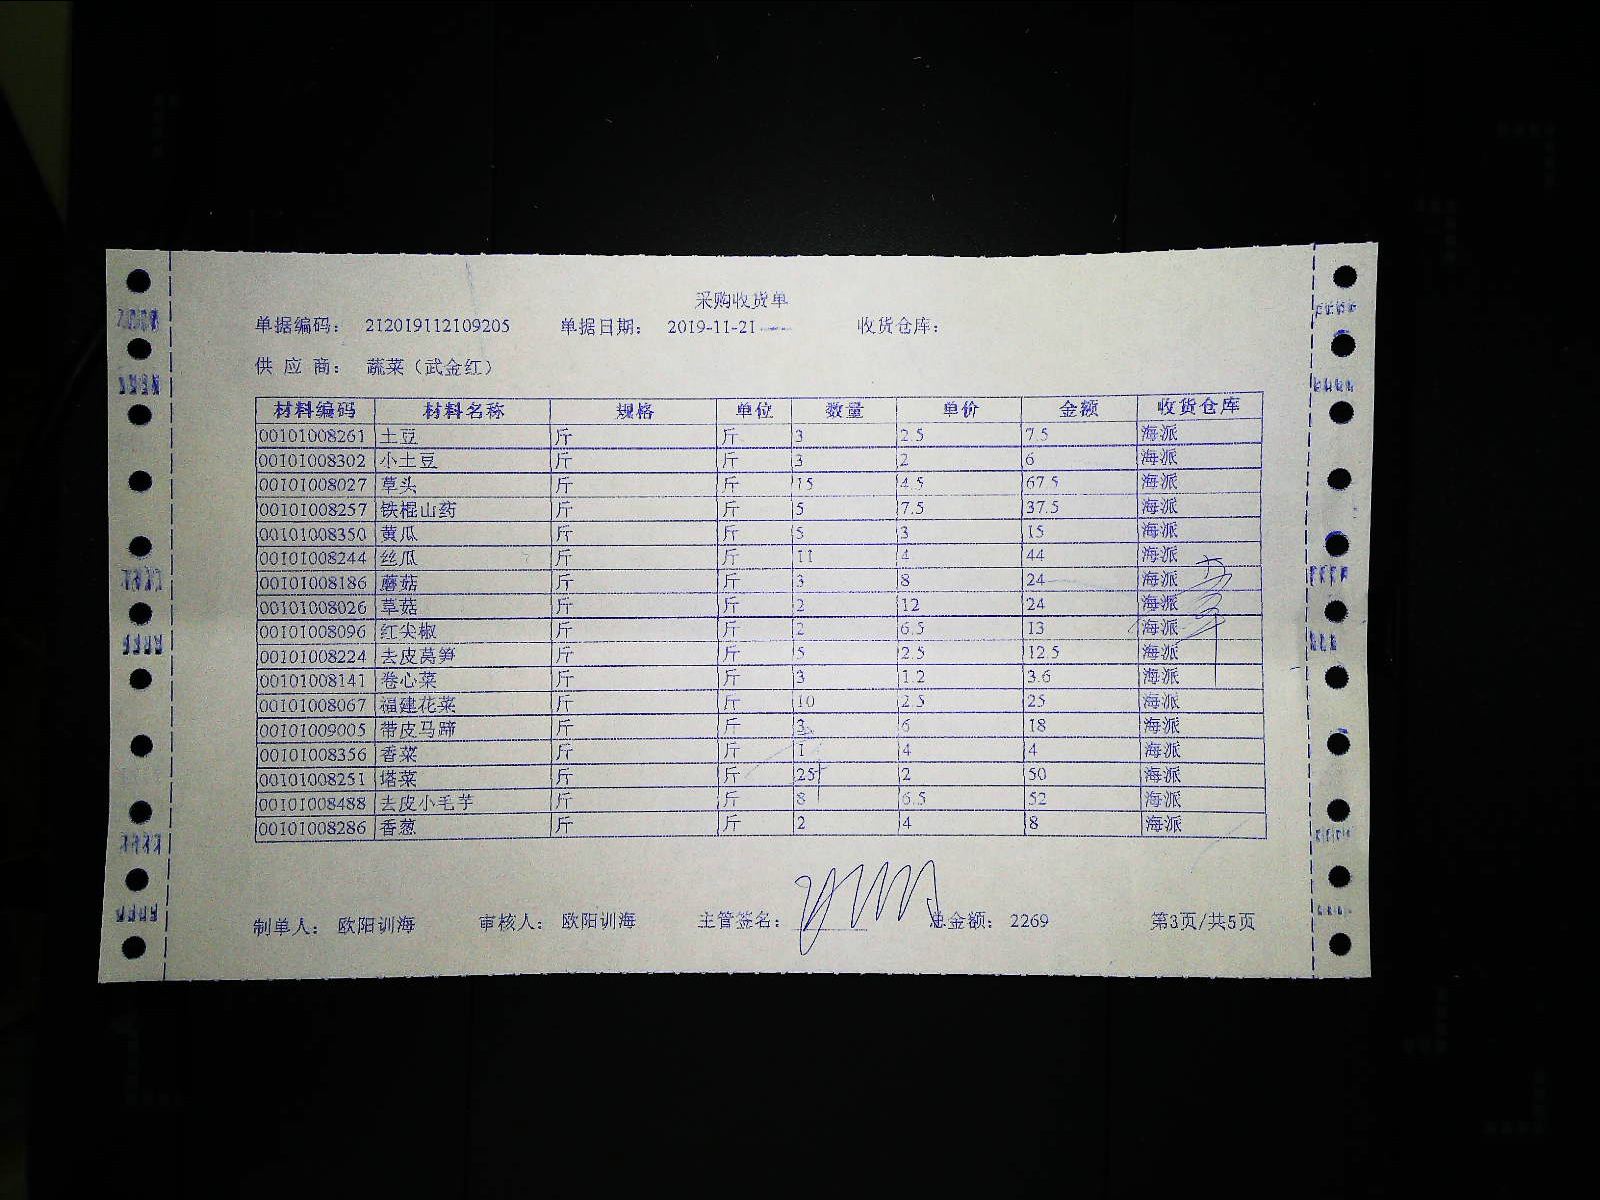 采购收货单
单据编码： 212019112109205 单据日期： 2019-11-21 收货仓库：
供 应 商： 蔬菜（武金红）
材料编码 材料名称 规格 单位 数量 单价 金额 收货仓库
00101008261 土豆 斤 斤 3 2.5 7.5 海派
00101008302 小土豆 斤 斤 3 2 6 海派
00101008027 草头 斤 斤 15 4.5 67.5 海派
00101008257 铁棍山药 斤 斤 5 7.5 37.5 海派
00101008350 黄瓜 斤 斤 5 3 15 海派
00101008244 丝瓜 斤 斤 11 4 44 海派
00101008186 蘑菇 斤 斤 3 8 24 海派
00101008026 草菇 斤 斤 2 12 24 海派
00101008096 红尖椒 斤 斤 2 6.5 13 海派
00101008224 去皮莴笋 斤 斤 5 2.5 12.5 海派
00101008141 卷心菜 斤 斤 3 1.2 3.6 海派
00101008067 福建花菜 斤 斤 10 2.5 25 海派
00101009005 带皮马蹄 斤 斤 3 6 18 海派
00101008356 香菜 斤 斤 1 4 4 海派
00101008251 塔菜 斤 斤 25 2 50 海派
00101008488 去皮小毛芋 斤 斤 8 6.5 52 海派
00101008286 香葱 斤 斤 2 4 8 海派
制单人： 欧阳训海 审核人： 欧阳训海 主管签名： 总金额： 2269 第3页/共5页